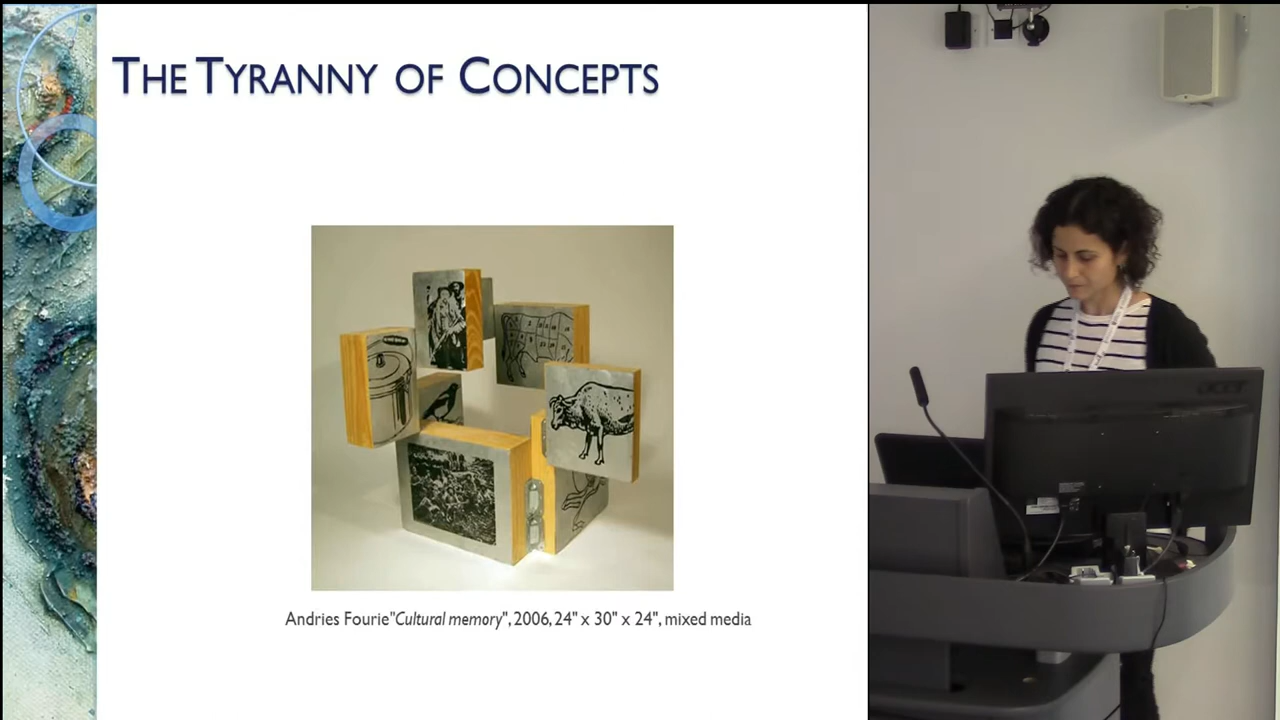 THE TYRANNY OF CONCEPTS
Andries Fourie"Cultural memory", 2006, 24" x 30" x 24", mixed media
acer